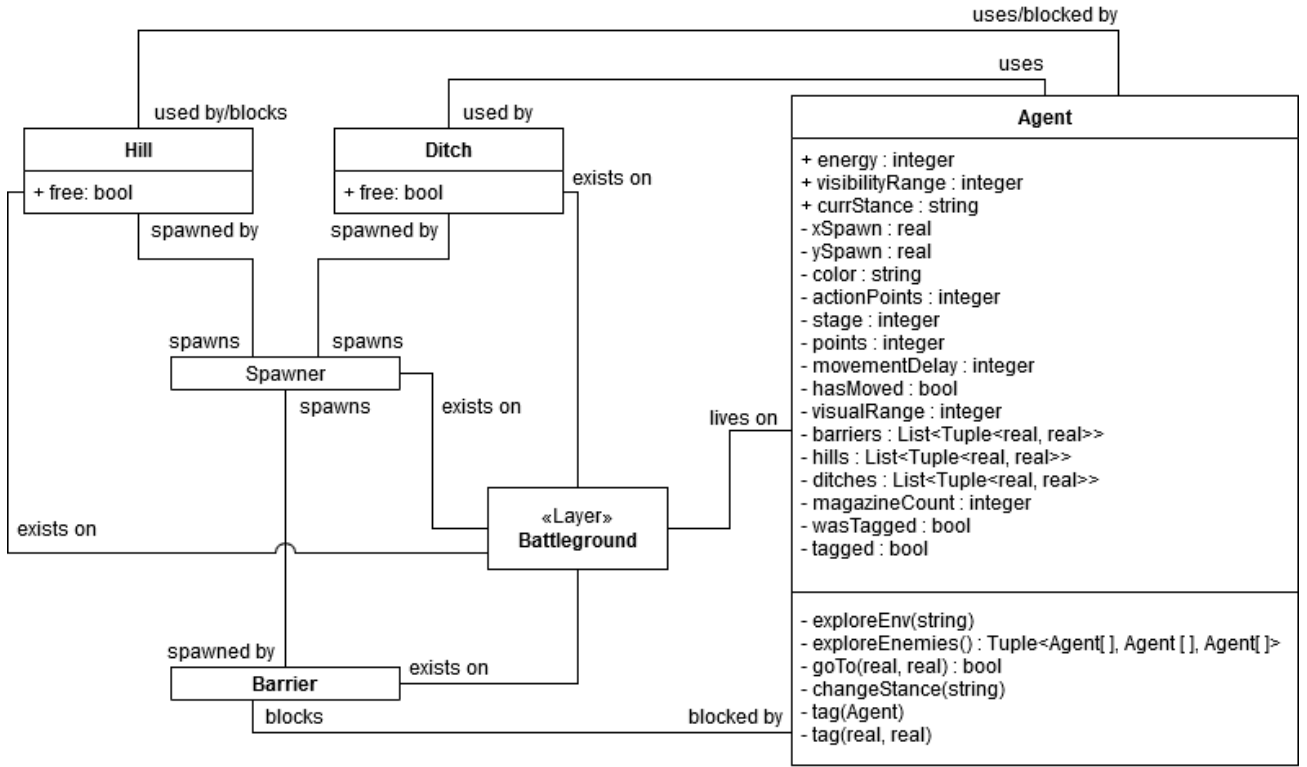 uses/blocked by
uses
used by/blocks
used by
Hill
+ free: bool
Ditch
+ free: bool
exists on
spawned by
spawned by
spawns
spawns
Spawner
spawns
exists on
exists on
«Layer»
Battleground
lives on
spawned by
exists on
Barrier
blocks
blocked by
Agent
+ energy : integer
+ visibilityRange : integer
+ currStance : string
- xSpawn : real
- ySpawn : real
- color : string
- actionPoints : integer
- stage : integer
- points : integer
- movementDelay : integer
- hasMoved : bool
- visualRange : integer
- barriers : List<Tuple<real, real>>
- hills : List<Tuple<real, real>>
- ditches : List<Tuple<real, real>>
- magazineCount : integer
- wasTagged : bool
- tagged : bool
- exploreEnv(string)
- exploreEnemies() : Tuple<Agent[ ], Agent [ ], Agent[ ]>
- goTo(real, real) : bool
- changeStance(string)
- tag(Agent)
- tag(real, real)